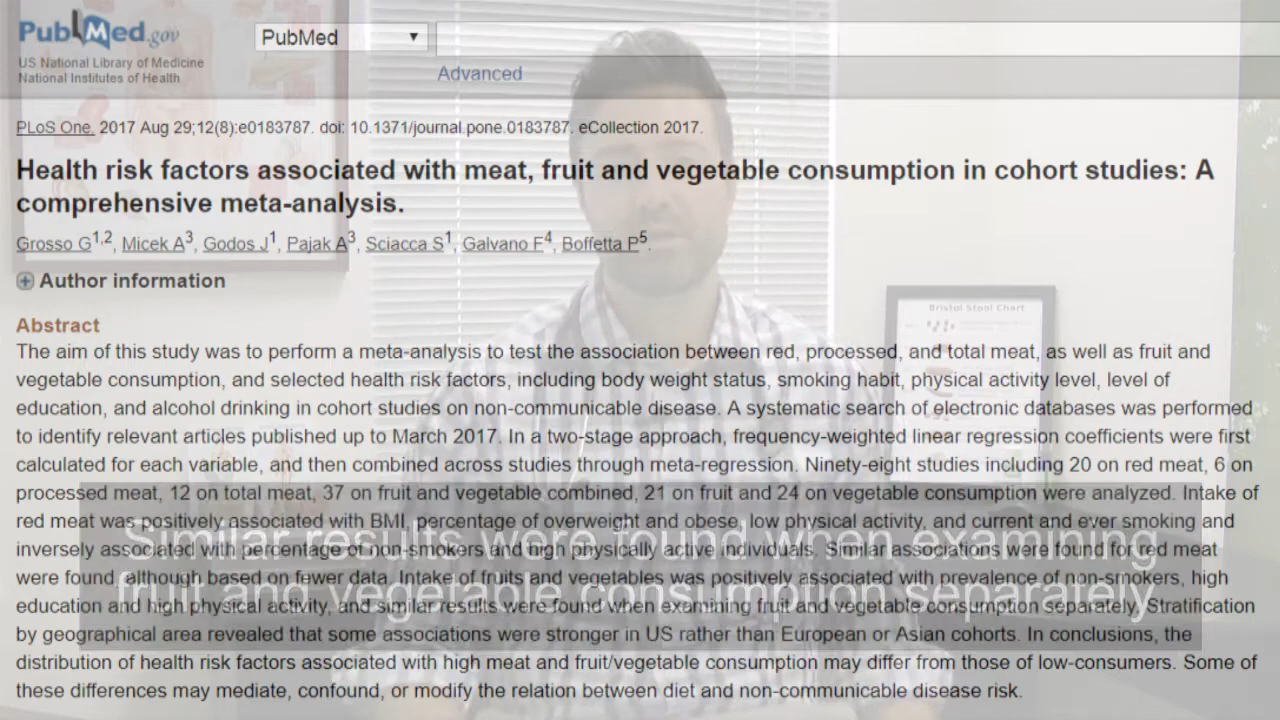 PubMed.gov
US National Library of Medicine
National Institutes of Health
PubMed
Advanced
PLoS One. 2017 Aug 29;12(8):e0183787. doi: 10.1371/journal.pone.0183787. eCollection 2017.
Health risk factors associated with meat, fruit and vegetable consumption in cohort studies: A
comprehensive meta-analysis.
Grosso G1,2, Micek A3, Godos J1, Pajak A3, Sciacca S1, Galvano F4, Boffetta P5.
Author information
Abstract
The aim of this study was to perform a meta-analysis to test the association between red, processed, and total meat, as well as fruit and
vegetable consumption, and selected health risk factors, including body weight status, smoking habit, physical activity level, level of
education, and alcohol drinking in cohort studies on non-communicable disease. A systematic search of electronic databases was performed
to identify relevant articles published up to March 2017. In a two-stage approach, frequency-weighted linear regression coefficients were first
calculated for each variable, and then combined across studies through meta-regression. Ninety-eight studies including 20 on red meat, 6 on
processed meat, 12 on total meat, 37 on fruit and vegetable combined, 21 on fruit and 24 on vegetable consumption were analyzed. Intake of
red meat was positively associated with BMI, percentage of overweight and obese, low physical activity, and current and ever smoking and
inversely associated with percentage of non-smokers and high physically active individuals. Similar associations were found for red meat
were found, although based on fewer data. Intake of fruits and vegetables was positively associated with prevalence of non-smokers, high
education and high physical activity, and similar results were found when examining fruit and vegetable consumption separately. Stratification
by geographical area revealed that some associations were stronger in US rather than European or Asian cohorts. In conclusions, the
distribution of health risk factors associated with high meat and fruit/vegetable consumption may differ from those of low-consumers. Some of
these differences may mediate, confound, or modify the relation between diet and non-communicable disease risk.
Similar results were found when examining
fruit and vegetable consumption separately
Bristol Stool Chart